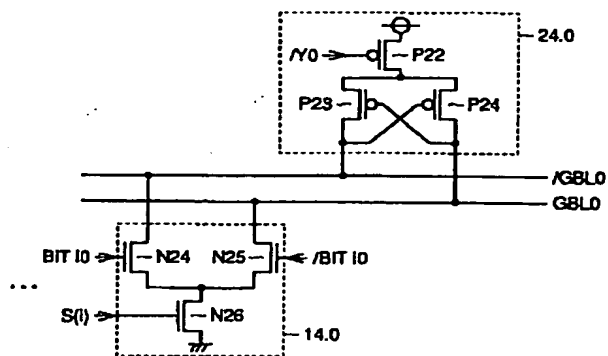 24.0
/Y0
P22
P23
P24
/GBL0
GBL0
BIT I0
N24
N25
/BIT I0
...
S(I)
N26
14.0